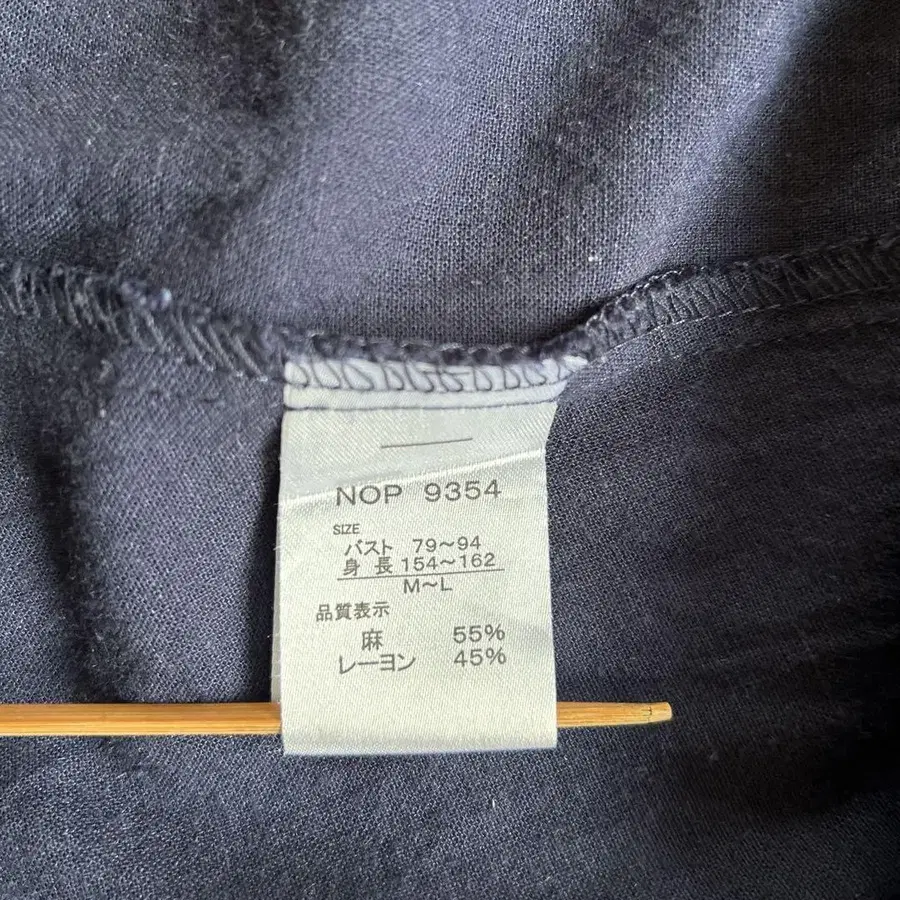 NOP 9354
SIZE
バスト 79～94
身長 154～162
M～L
品質表示
麻 55%
レーヨン 45%